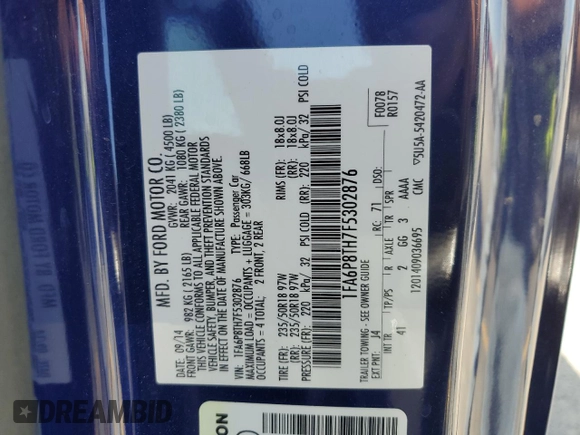 MFD. BY FORD MOTOR CO.
DATE: 09/14 GVWR: 2041 KG ( 4500 LB)
FRONT GAWR: 982 KG ( 2165 LB) REAR GAWR: 1080 KG ( 2380 LB)
THIS VEHICLE CONFORMS TO ALL APPLICABLE FEDERAL MOTOR
VEHICLE SAFETY, BUMPER, AND THEFT PREVENTION STANDARDS
IN EFFECT ON THE DATE OF MANUFACTURE SHOWN ABOVE.
VIN: 1FA6P8TH7F5302876 TYPE: Passenger Car
MAXIMUM LOAD = OCCUPANTS + LUGGAGE = 303KG/ 668LB
OCCUPANTS = 4 TOTAL: 2 FRONT, 2 REAR
TIRE (FR): 235/50R18 97W RIMS (FR): 18x8.0J
(RR): 235/50R18 97W (RR): 18x8.0J
PRESSURE (FR): 220 kPa/ 32 PSI COLD (RR): 220 kPa/ 32 PSI COLD
1FA6P8TH7F5302876
TRAILER TOWING - SEE OWNER GUIDE F0078
EXT PNT: J4 RC: 71 DSO: R0157
INT TR TP/PS R AXLE TR SPR
41 2 GG 3 AAAA
1201409036695 CMC ▽5U5A-5420472-AA
ON
DREAMBID